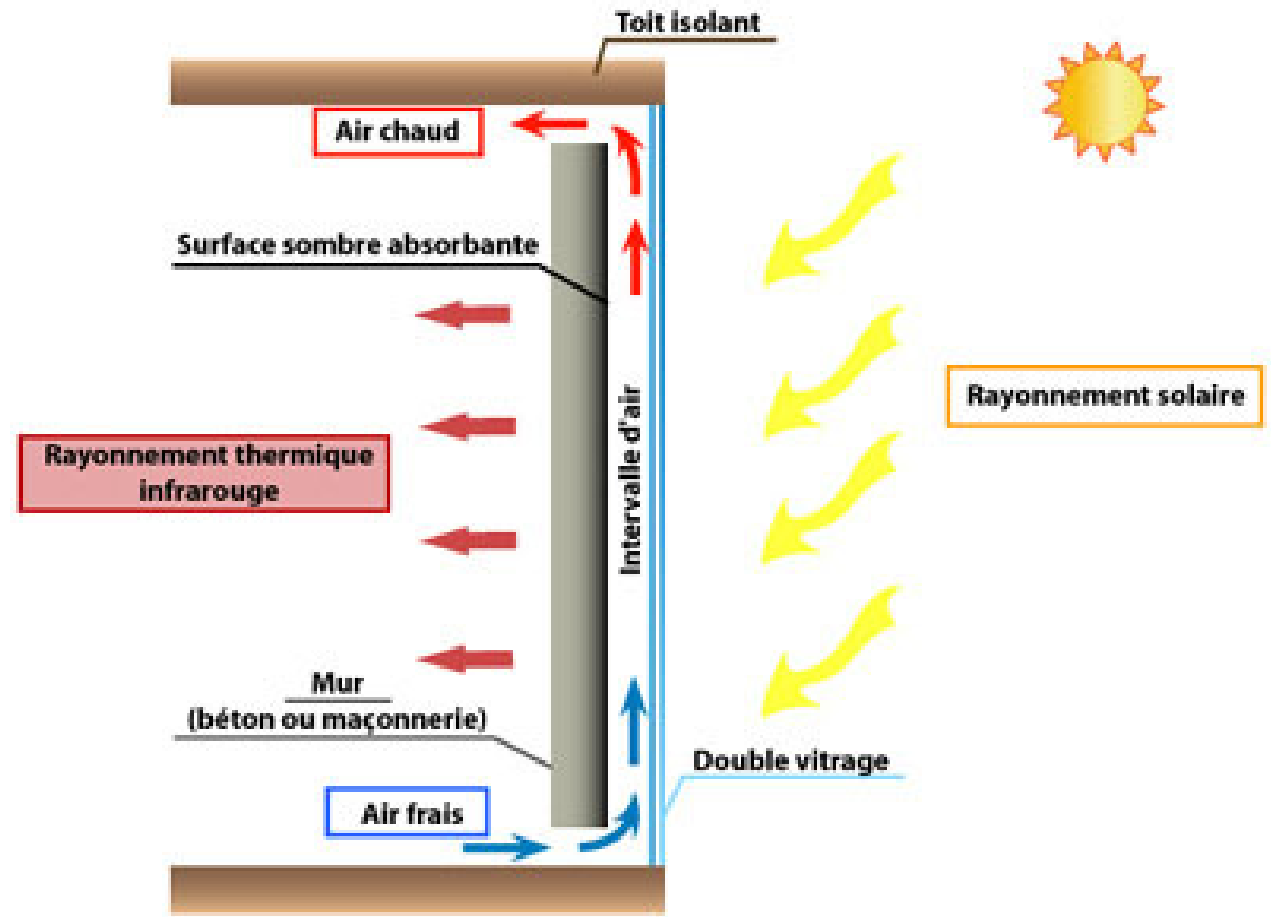 Toit isolant
Air chaud
Surface sombre absorbante
Intervalle d'air
Rayonnement solaire
Rayonnement thermique
infrarouge
Mur
(béton ou maçonnerie)
Double vitrage
Air frais